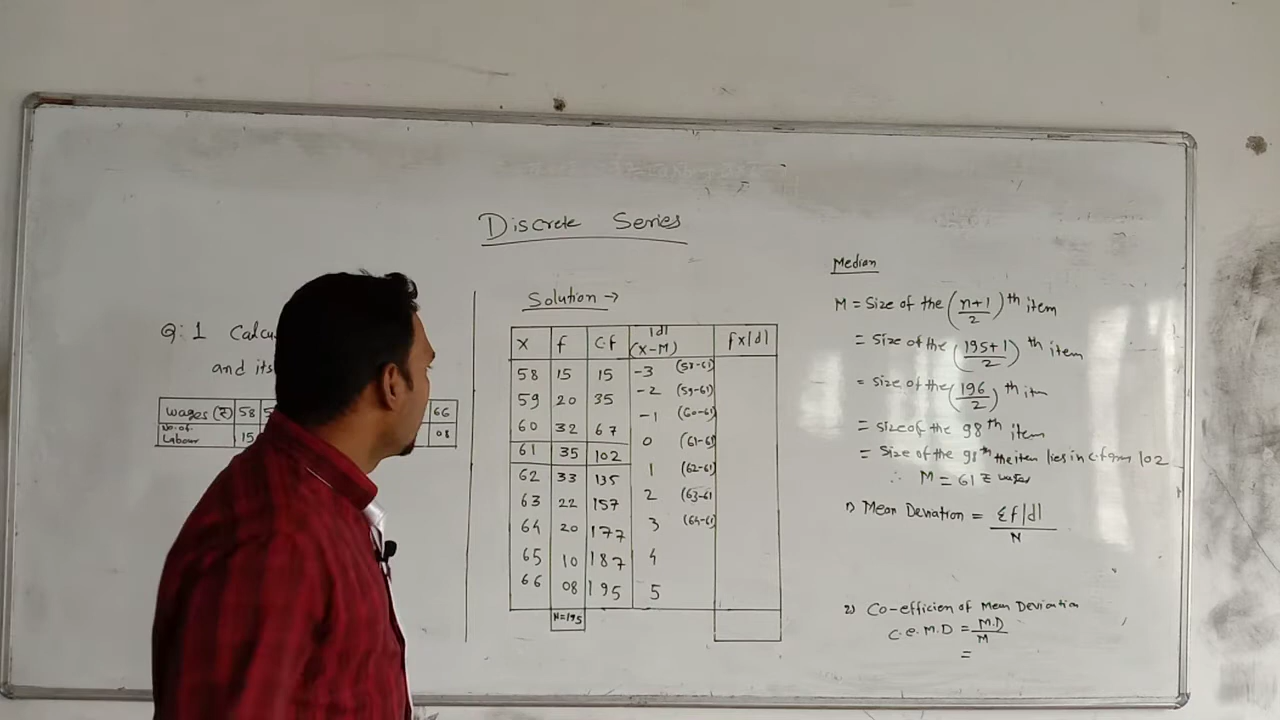 Discrete Series
Q: 1 Calcu
and its
Wages (₹) 58 5 66
No. of. Labour 15 08
Solution →
X f C.f |d| (X-M) fx|d|
58 15 15 -3 (58-61)
59 20 35 -2 (59-61)
60 32 67 -1 (60-61)
61 35 102 0 (61-61)
62 33 135 1 (62-61)
63 22 157 2 (63-61
64 20 177 3 (64-61)
65 10 187 4
66 08 195 5
N=195
Median
M = Size of the (n+1/2)th item
= Size of the (195+1/2)th item
= Size of the (196/2)th itm
= Size of the 98th item
= Size of the 98th the item lies in c.f 102
∴ M = 61 ₹
1) Mean Deviation = Σf|d|/N
2) Co-efficien of Mean Deviation
C.e.M.D = M.D/M
=